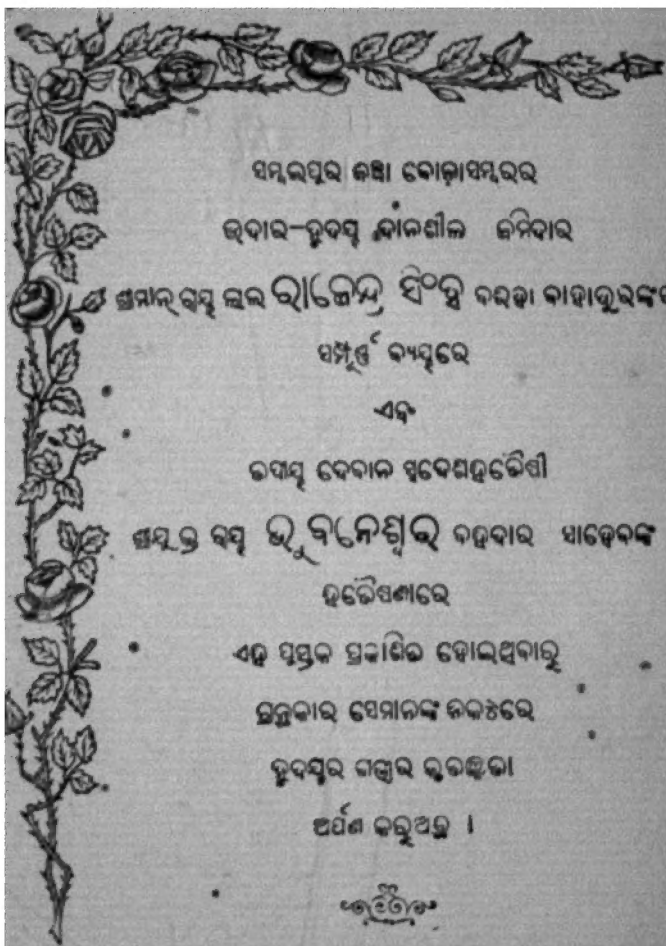 ସମ୍ବଲପୁର ଜିଲ୍ଲା ବୋଡ଼ାସମ୍ବରର
ଉଦାର-ହୃଦୟ ଦାନଶୀଳ ଜମିଦାର
ଶ୍ରୀମାନ୍ ରାୟ ଲାଲ ରାଜେନ୍ଦ୍ର ସିଂହ ବରିହା ବାହାଦୁରଙ୍କର
ସମ୍ପୂର୍ଣ୍ଣ ବ୍ୟୟରେ
ଏବଂ
ତଦୀୟ ଦେବାନ ସ୍ୱଦେଶହିତୈଷୀ
ଶ୍ରୀଯୁକ୍ତ ରାୟ ଭୁବନେଶ୍ୱର ବହିଦାର ସାହେବଙ୍କ
ହିତୈଷଣାରେ
ଏହି ପୁସ୍ତକ ପ୍ରକାଶିତ ହୋଇଥିବାରୁ
ଗ୍ରନ୍ଥକାର ସେମାନଙ୍କ ନିକଟରେ
ହୃଦୟର ଗଭୀର କୃତଜ୍ଞତା
ଅର୍ପଣ କରୁଅଛି ।